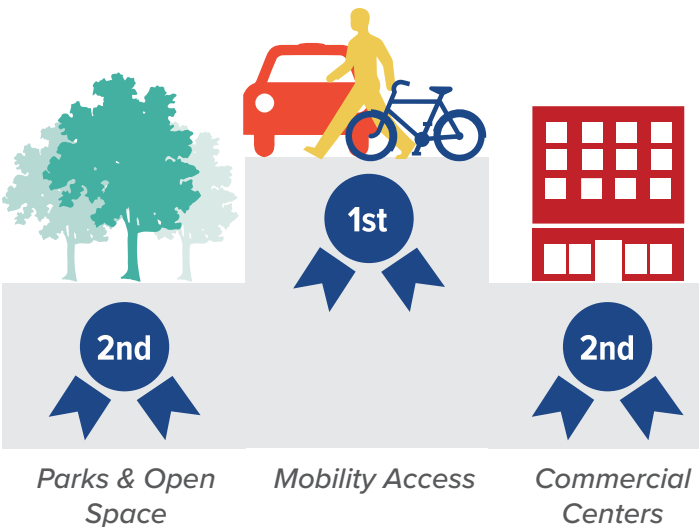 1st
2nd
2nd
Parks & Open
Space
Mobility Access
Commercial
Centers